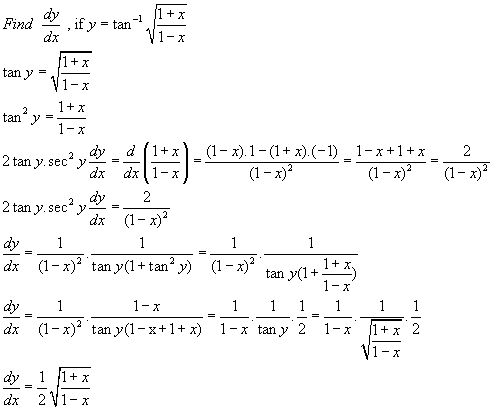 Find dy/dx , if y = tan⁻¹ √((1+x)/(1−x))
tan y = √((1+x)/(1−x))
tan² y = (1+x)/(1−x)
2 tan y. sec² y dy/dx = d/dx((1+x)/(1−x)) = ((1−x).1−(1+x).(−1))/(1−x)² = (1−x+1+x)/(1−x)² = 2/(1−x)²
2 tan y. sec² y dy/dx = 2/(1−x)²
dy/dx = 1/(1−x)² . 1/(tan y(1+tan² y)) = 1/(1−x)² . 1/(tan y(1+(1+x)/(1−x)))
dy/dx = 1/(1−x)² . (1−x)/(tan y(1−x+1+x)) = 1/(1−x) . 1/(tan y) . 1/2 = 1/(1−x) . 1/√((1+x)/(1−x)) . 1/2
dy/dx = 1/2 √((1+x)/(1−x))